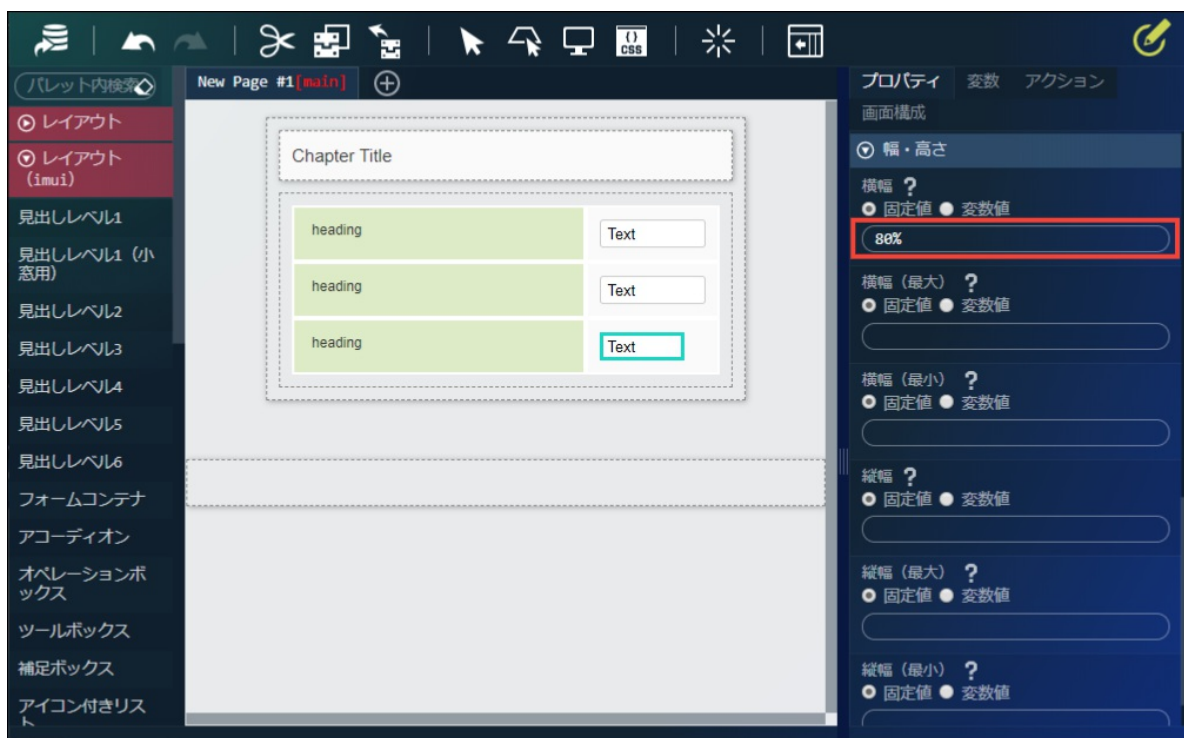 {} CSS
パレット内検索
New Page #1[main]
プロパティ 変数 アクション
画面構成
レイアウト
レイアウト
(imui)
見出しレベル1
見出しレベル1（小
窓用）
見出しレベル2
見出しレベル3
見出しレベル4
見出しレベル5
見出しレベル6
フォームコンテナ
アコーディオン
オペレーションボ
ックス
ツールボックス
補足ボックス
アイコン付きリス
ト
Chapter Title
heading Text
heading Text
heading Text
幅・高さ
横幅 ?
固定値 変数値
80%
横幅（最大） ?
固定値 変数値
横幅（最小） ?
固定値 変数値
縦幅 ?
固定値 変数値
縦幅（最大） ?
固定値 変数値
縦幅（最小） ?
固定値 変数値